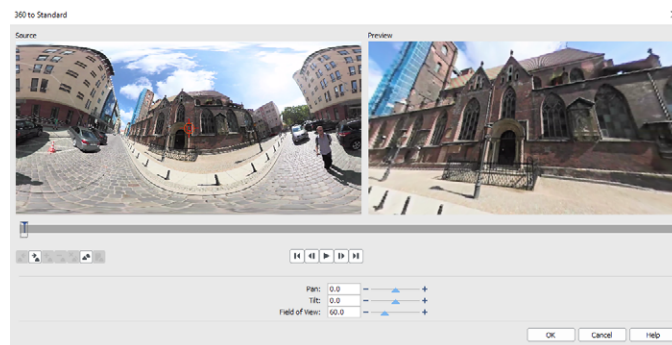 360 to Standard
Source
Preview
Pan: 0.0
Tilt: 0.0
Field of View: 60.0
OK Cancel Help